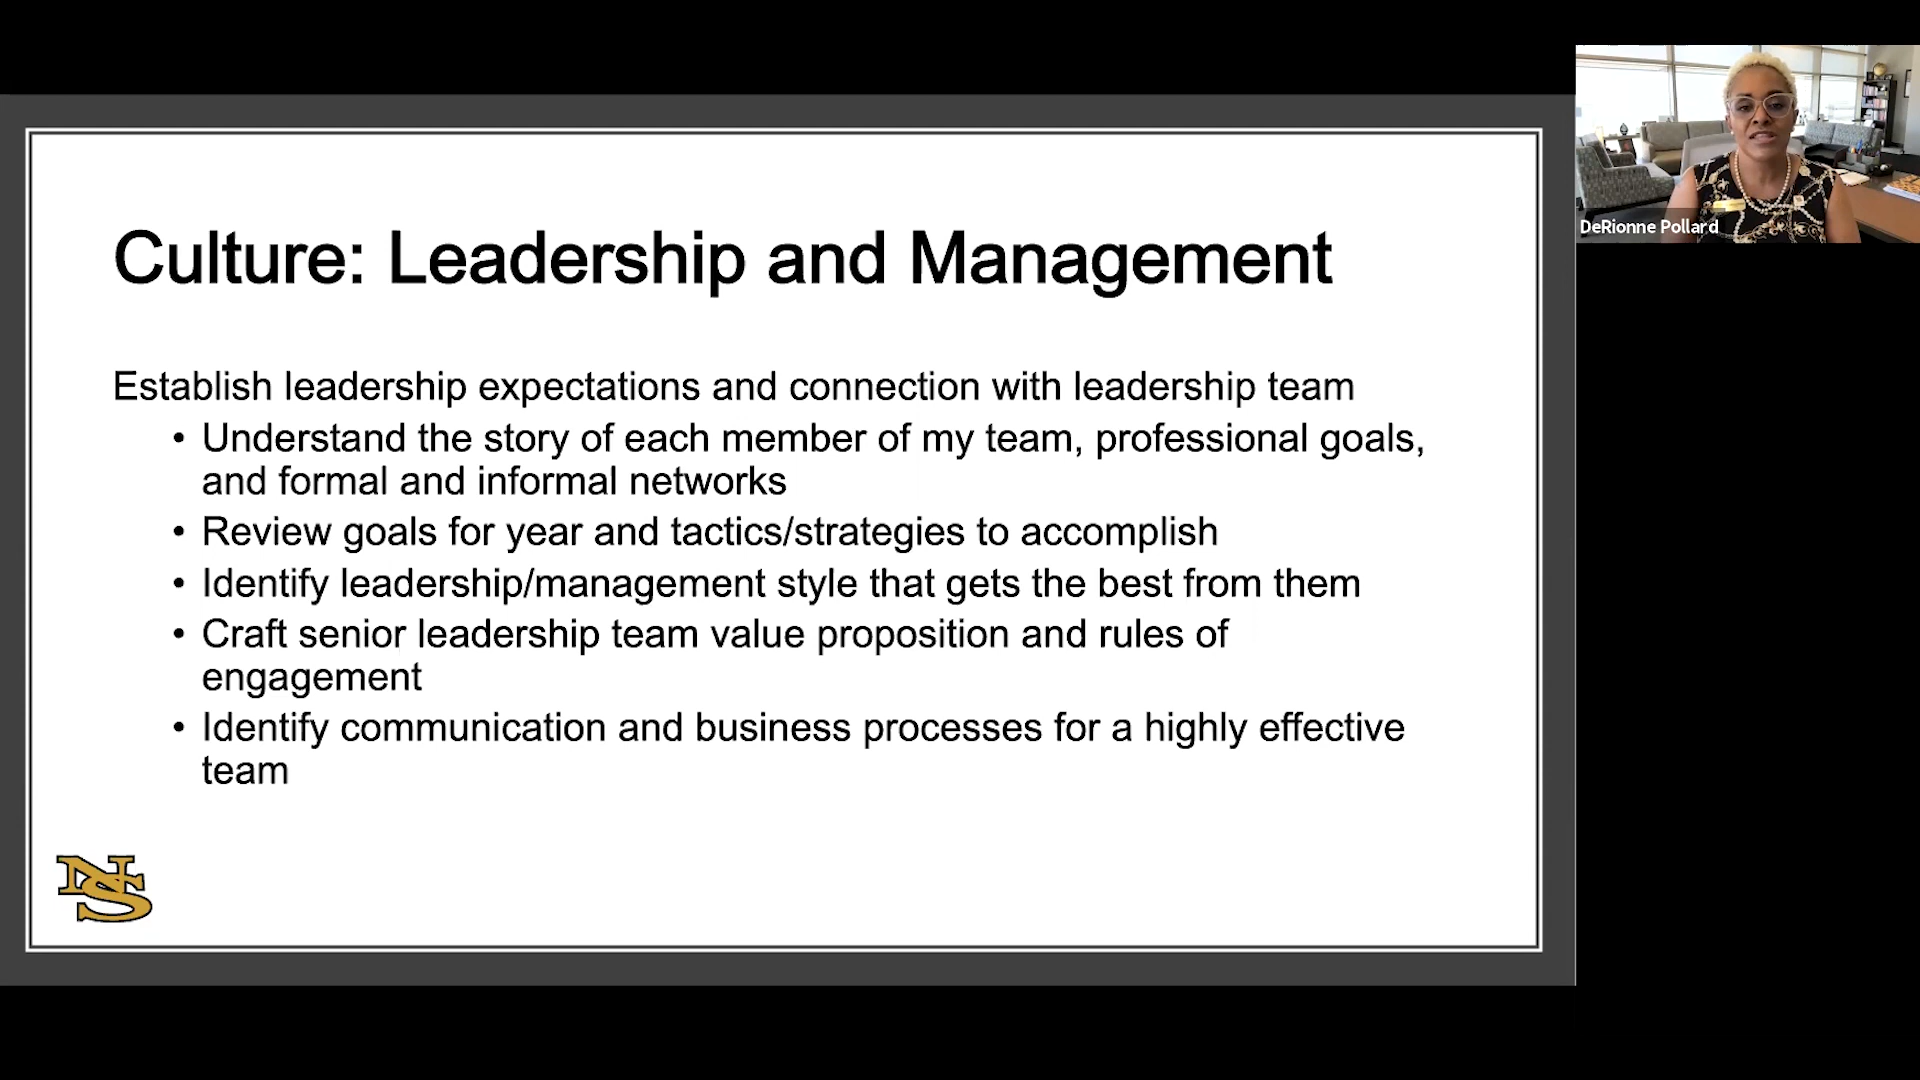 Culture: Leadership and Management
Establish leadership expectations and connection with leadership team
• Understand the story of each member of my team, professional goals,
and formal and informal networks
• Review goals for year and tactics/strategies to accomplish
• Identify leadership/management style that gets the best from them
• Craft senior leadership team value proposition and rules of
engagement
• Identify communication and business processes for a highly effective
team
NS
DeRionne Pollard